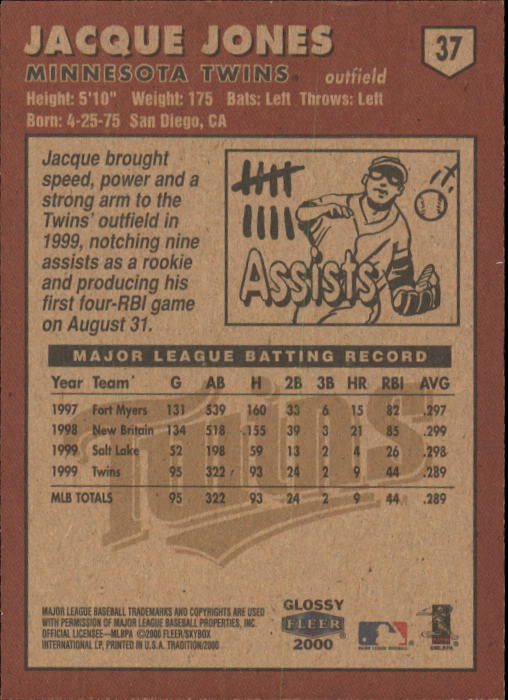 JACQUE JONES
37
MINNESOTA TWINS® outfield
Height: 5'10" Weight: 175 Bats: Left Throws: Left
Born: 4-25-75 San Diego, CA
Jacque brought
speed, power and a
strong arm to the
Twins' outfield in
1999, notching nine
assists as a rookie
and producing his
first four-RBI game
on August 31.
Assists
MAJOR LEAGUE BATTING RECORD
Year Team G AB H 2B 3B HR RBI AVG
1997 Fort Myers 131 539 160 33 6 15 82 .297
1998 New Britain 134 518 155 39 3 21 85 .299
1999 Salt Lake 52 198 59 13 2 4 26 .298
1999 Twins 95 322 93 24 2 9 44 .289
MLB TOTALS 95 322 93 24 2 9 44 .289
Twins
MAJOR LEAGUE BASEBALL TRADEMARKS AND COPYRIGHTS ARE USED
WITH PERMISSION OF MAJOR LEAGUE BASEBALL PROPERTIES, INC.
OFFICIAL LICENSEE—MLBPA ©2000 FLEER/SKYBOX
INTERNATIONAL LP, PRINTED IN U.S.A. TRADITION/2000
GLOSSY
FLEER
2000
MAJOR LEAGUE BASEBALL
©MLBPA